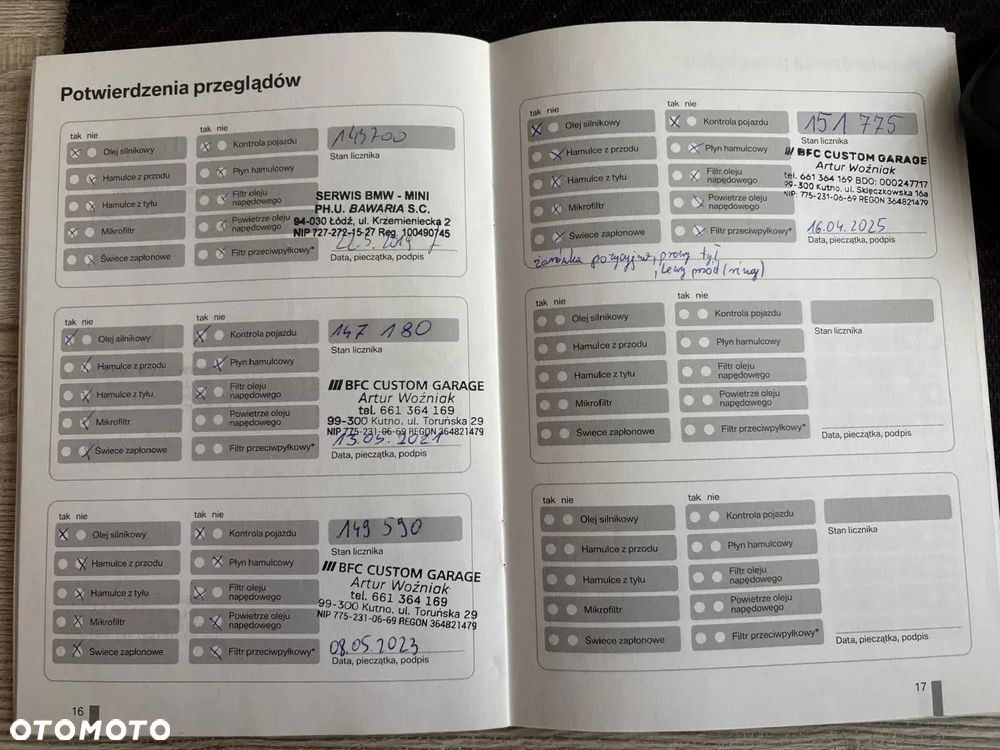 Potwierdzenia przeglądów
tak nie
tak nie
Olej silnikowy
Kontrola pojazdu
145700
Hamulce z przodu
Płyn hamulcowy
Stan licznika
Hamulce z tyłu
Filtr oleju
napędowego
SERWIS BMW - MINI
PH.U. BAWARIA S.C.
Mikrofiltr
Powietrze oleju
napędowego
94-030 Łódź, ul. Krzemieniecka 2
NIP 727-272-15-27 Reg. 100490745
22.5.2019
Świece zapłonowe
Filtr przeciwpyłkowy*
Data, pieczątka, podpis
tak nie
tak nie
Olej silnikowy
Kontrola pojazdu
147 180
Hamulce z przodu
Płyn hamulcowy
Stan licznika
Hamulce z tyłu
Filtr oleju
napędowego
/// BFC CUSTOM GARAGE
Artur Woźniak
tel. 661 364 169
Mikrofiltr
Powietrze oleju
napędowego
99-300 Kutno. ul. Toruńska 29
NIP 775-231-06-69 REGON 364821479
13.05.2021
Świece zapłonowe
Filtr przeciwpyłkowy*
Data, pieczątka, podpis
tak nie
tak nie
Olej silnikowy
Kontrola pojazdu
149 590
Hamulce z przodu
Płyn hamulcowy
Stan licznika
Hamulce z tyłu
Filtr oleju
napędowego
/// BFC CUSTOM GARAGE
Artur Woźniak
tel. 661 364 169
Mikrofiltr
Powietrze oleju
napędowego
99-300 Kutno. ul. Toruńska 29
NIP 775-231-06-69 REGON 364821479
08.05.2023
Świece zapłonowe
Filtr przeciwpyłkowy*
Data, pieczątka, podpis
16
tak nie
tak nie
Olej silnikowy
Kontrola pojazdu
151 775
Hamulce z przodu
Płyn hamulcowy
Stan licznika
Hamulce z tyłu
Filtr oleju
napędowego
/// BFC CUSTOM GARAGE
Artur Woźniak
tel. 661 364 169 BDO: 000247717
99-300 Kutno. ul. Sklęczkowska 16a
NIP: 775-231-06-69 REGON 364821479
Mikrofiltr
Powietrze oleju
napędowego
16.04.2025
Świece zapłonowe
Filtr przeciwpyłkowy*
Data, pieczątka, podpis
żarówka pozycyjna, prawy tył
, lewy przód (ring)
tak nie
tak nie
Olej silnikowy
Kontrola pojazdu
Hamulce z przodu
Płyn hamulcowy
Stan licznika
Hamulce z tyłu
Filtr oleju
napędowego
Mikrofiltr
Powietrze oleju
napędowego
Świece zapłonowe
Filtr przeciwpyłkowy*
Data, pieczątka, podpis
tak nie
tak nie
Olej silnikowy
Kontrola pojazdu
Hamulce z przodu
Płyn hamulcowy
Stan licznika
Hamulce z tyłu
Filtr oleju
napędowego
Mikrofiltr
Powietrze oleju
napędowego
Świece zapłonowe
Filtr przeciwpyłkowy*
Data, pieczątka, podpis
17
OTOMOTO